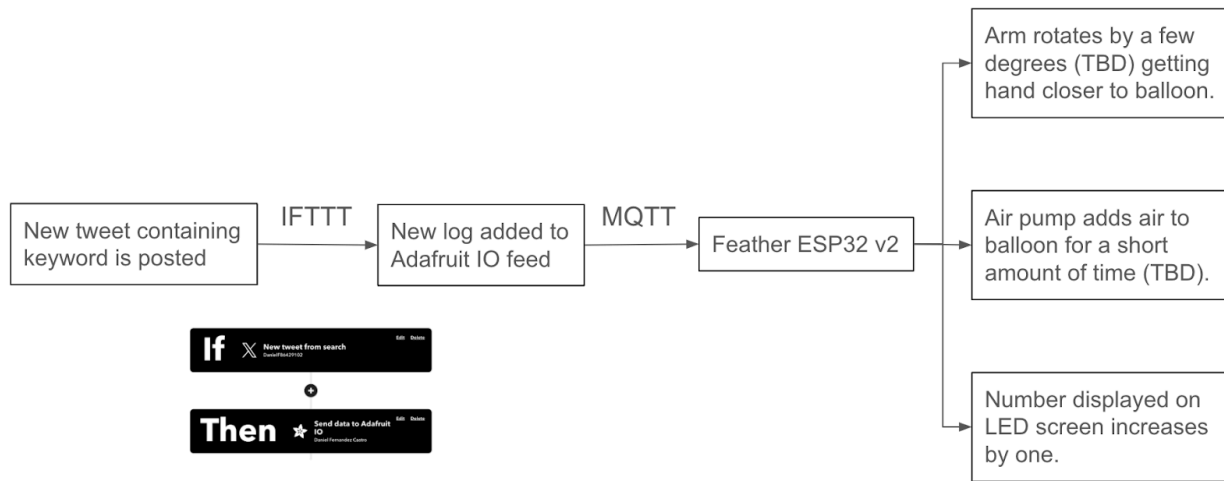 New tweet containing
keyword is posted
IFTTT
New log added to
Adafruit IO feed
MQTT
Feather ESP32 v2
Arm rotates by a few
degrees (TBD) getting
hand closer to balloon.
Air pump adds air to
balloon for a short
amount of time (TBD).
Number displayed on
LED screen increases
by one.
If
New tweet from search
Edit Delete
Then
Send data to Adafruit
IO
Daniel Fernandez Castro
Edit Delete